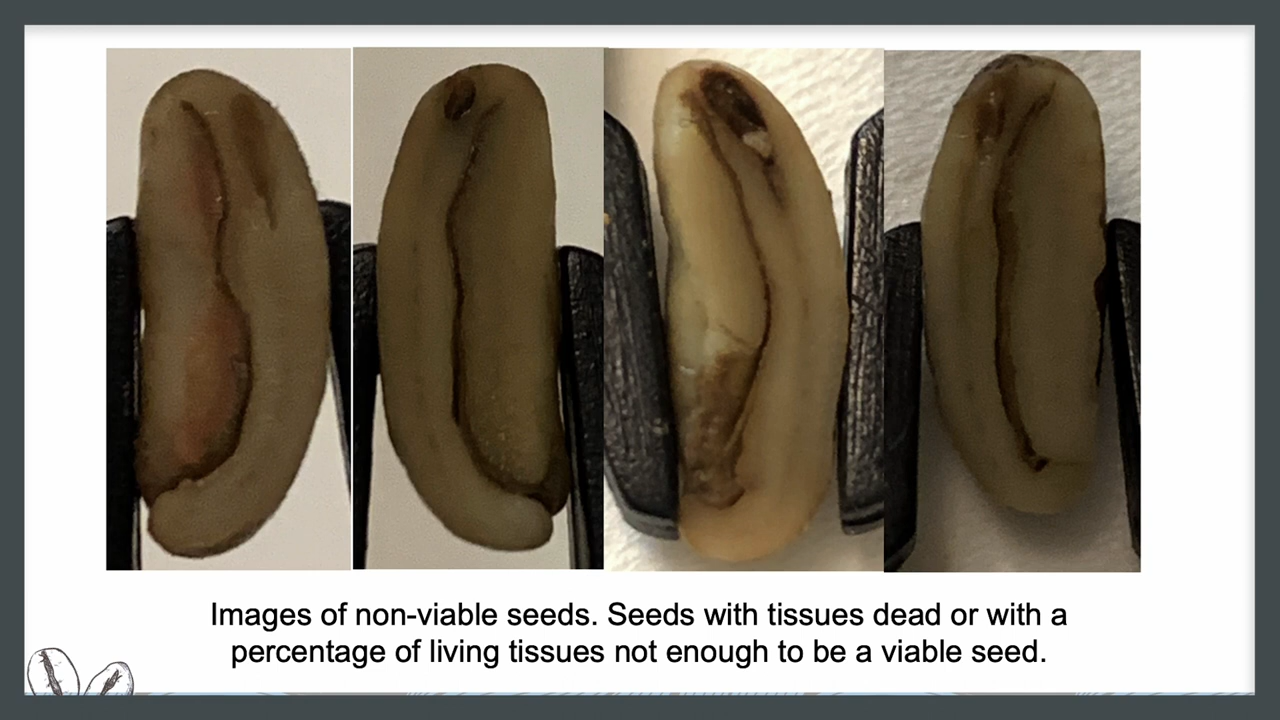 Images of non-viable seeds. Seeds with tissues dead or with a
percentage of living tissues not enough to be a viable seed.